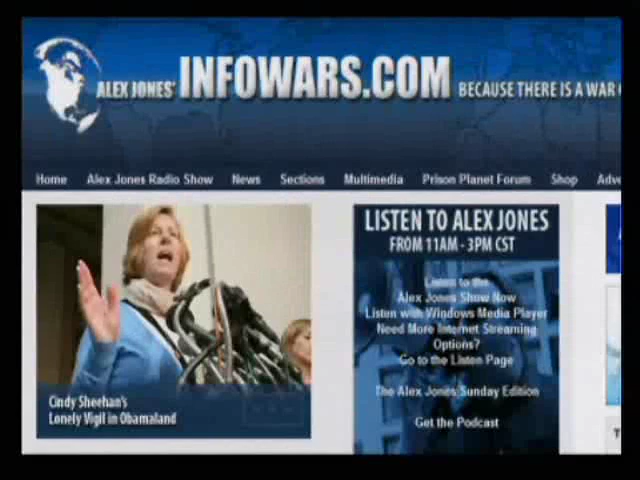 ALEX JONES' INFOWARS.COM BECAUSE THERE IS A WAR
Home Alex Jones Radio Show News Sections Multimedia Prison Planet Forum Shop Adve
LISTEN TO ALEX JONES
FROM 11AM - 3PM CST
Listen to the
Alex Jones Show Now
Listen with Windows Media Player
Need More Internet Streaming
Options?
Go to the Listen Page
The Alex Jones Sunday Edition
Get the Podcast
Cindy Sheehan's
Lonely Vigil in Obamaland